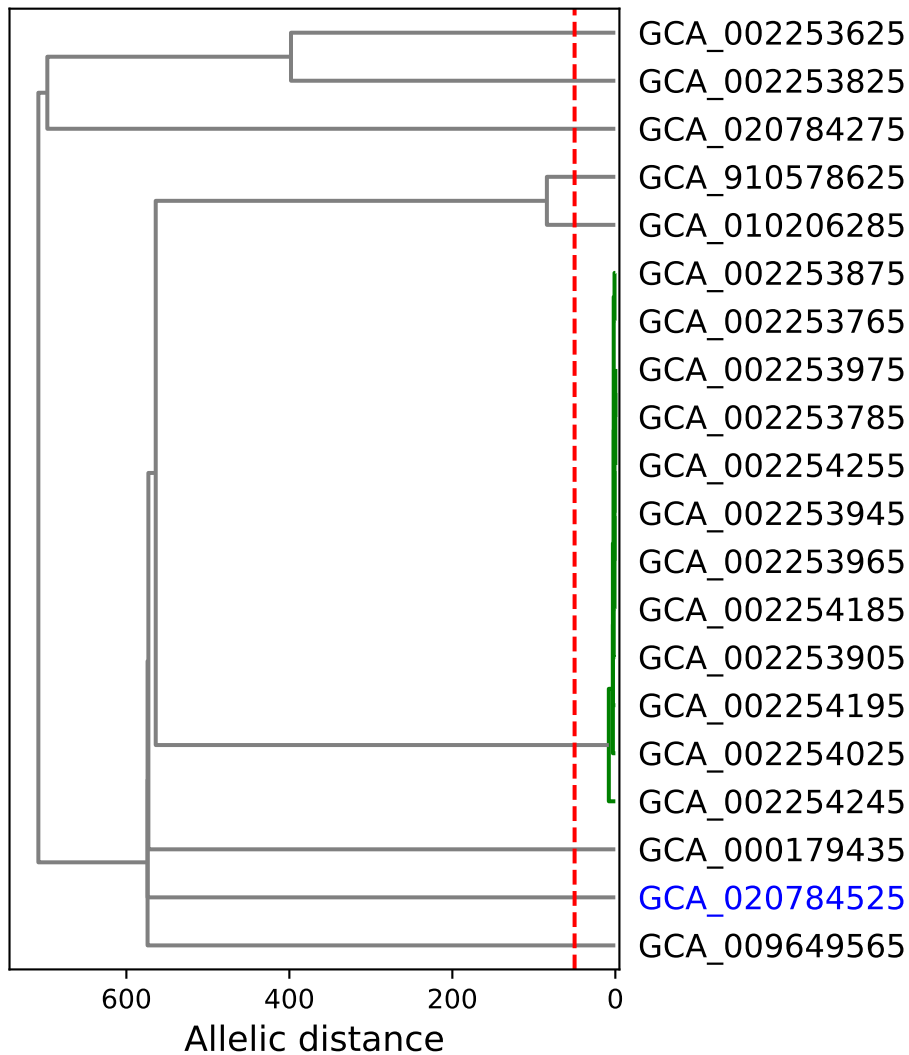 GCA_002253625
GCA_002253825
GCA_020784275
GCA_910578625
GCA_010206285
GCA_002253875
GCA_002253765
GCA_002253975
GCA_002253785
GCA_002254255
GCA_002253945
GCA_002253965
GCA_002254185
GCA_002253905
GCA_002254195
GCA_002254025
GCA_002254245
GCA_000179435
GCA_020784525
GCA_009649565
600 400 200 0
Allelic distance